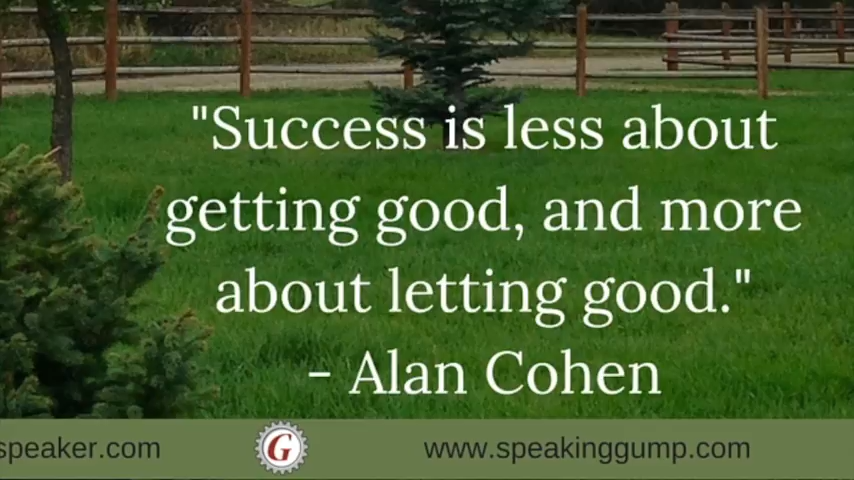 "Success is less about
getting good, and more
about letting good."
– Alan Cohen
speaker.com G www.speakinggump.com